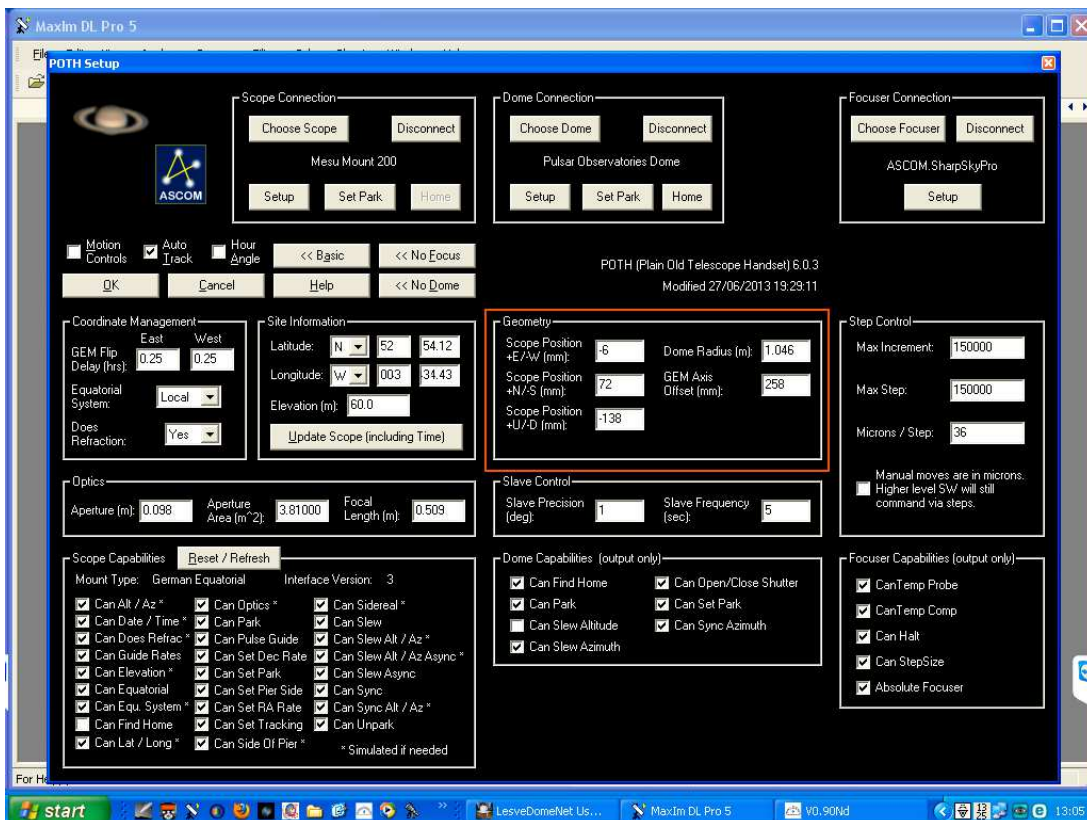 MaxIm DL Pro 5
POTH Setup
Scope Connection
Choose Scope Disconnect
Mesu Mount 200
Setup Set Park Home
Dome Connection
Choose Dome Disconnect
Pulsar Observatories Dome
Setup Set Park Home
Focuser Connection
Choose Focuser Disconnect
ASCOM.SharpSkyPro
Setup
ASCOM
Motion Controls
Auto Track
Hour Angle
<< Basic
<< No Focus
OK
Cancel
Help
<< No Dome
POTH (Plain Old Telescope Handset) 6.0.3
Modified 27/06/2013 19:29:11
Coordinate Management
East West
GEM Flip Delay (hrs): 0.25 0.25
Equatorial System: Local
Does Refraction: Yes
Site Information
Latitude: N 52 54.12
Longitude: W 003 34.43
Elevation (m): 60.0
Update Scope (including Time)
Geometry
Scope Position +E/-W (mm): -6
Dome Radius (m): 1.046
Scope Position +N/-S (mm): 72
GEM Axis Offset (mm): 258
Scope Position +U/-D (mm): -138
Step Control
Max Increment: 150000
Max Step: 150000
Microns / Step: 36
Manual moves are in microns.
Higher level SW will still
command via steps.
Optics
Aperture (m): 0.098
Aperture Area (m^2): 3.81000
Focal Length (m): 0.509
Slave Control
Slave Precision (deg): 1
Slave Frequency (sec): 5
Scope Capabilities Reset / Refresh
Mount Type: German Equatorial Interface Version: 3
Can Alt / Az * Can Optics * Can Sidereal *
Can Date / Time * Can Park Can Slew
Can Does Refrac * Can Pulse Guide Can Slew Alt / Az *
Can Guide Rates Can Set Dec Rate Can Slew Alt / Az Async *
Can Elevation * Can Set Park Can Slew Async
Can Equatorial Can Set Pier Side Can Sync
Can Equ. System * Can Set RA Rate Can Sync Alt / Az *
Can Find Home Can Set Tracking Can Unpark
Can Lat / Long * Can Side Of Pier * * Simulated if needed
Dome Capabilities (output only)
Can Find Home Can Open/Close Shutter
Can Park Can Set Park
Can Slew Altitude Can Sync Azimuth
Can Slew Azimuth
Focuser Capabilities (output only)
CanTemp Probe
CanTemp Comp
Can Halt
Can StepSize
Absolute Focuser
For He
start
LesveDomeNet Us...
MaxIm DL Pro 5
V0.90Nd
13:05